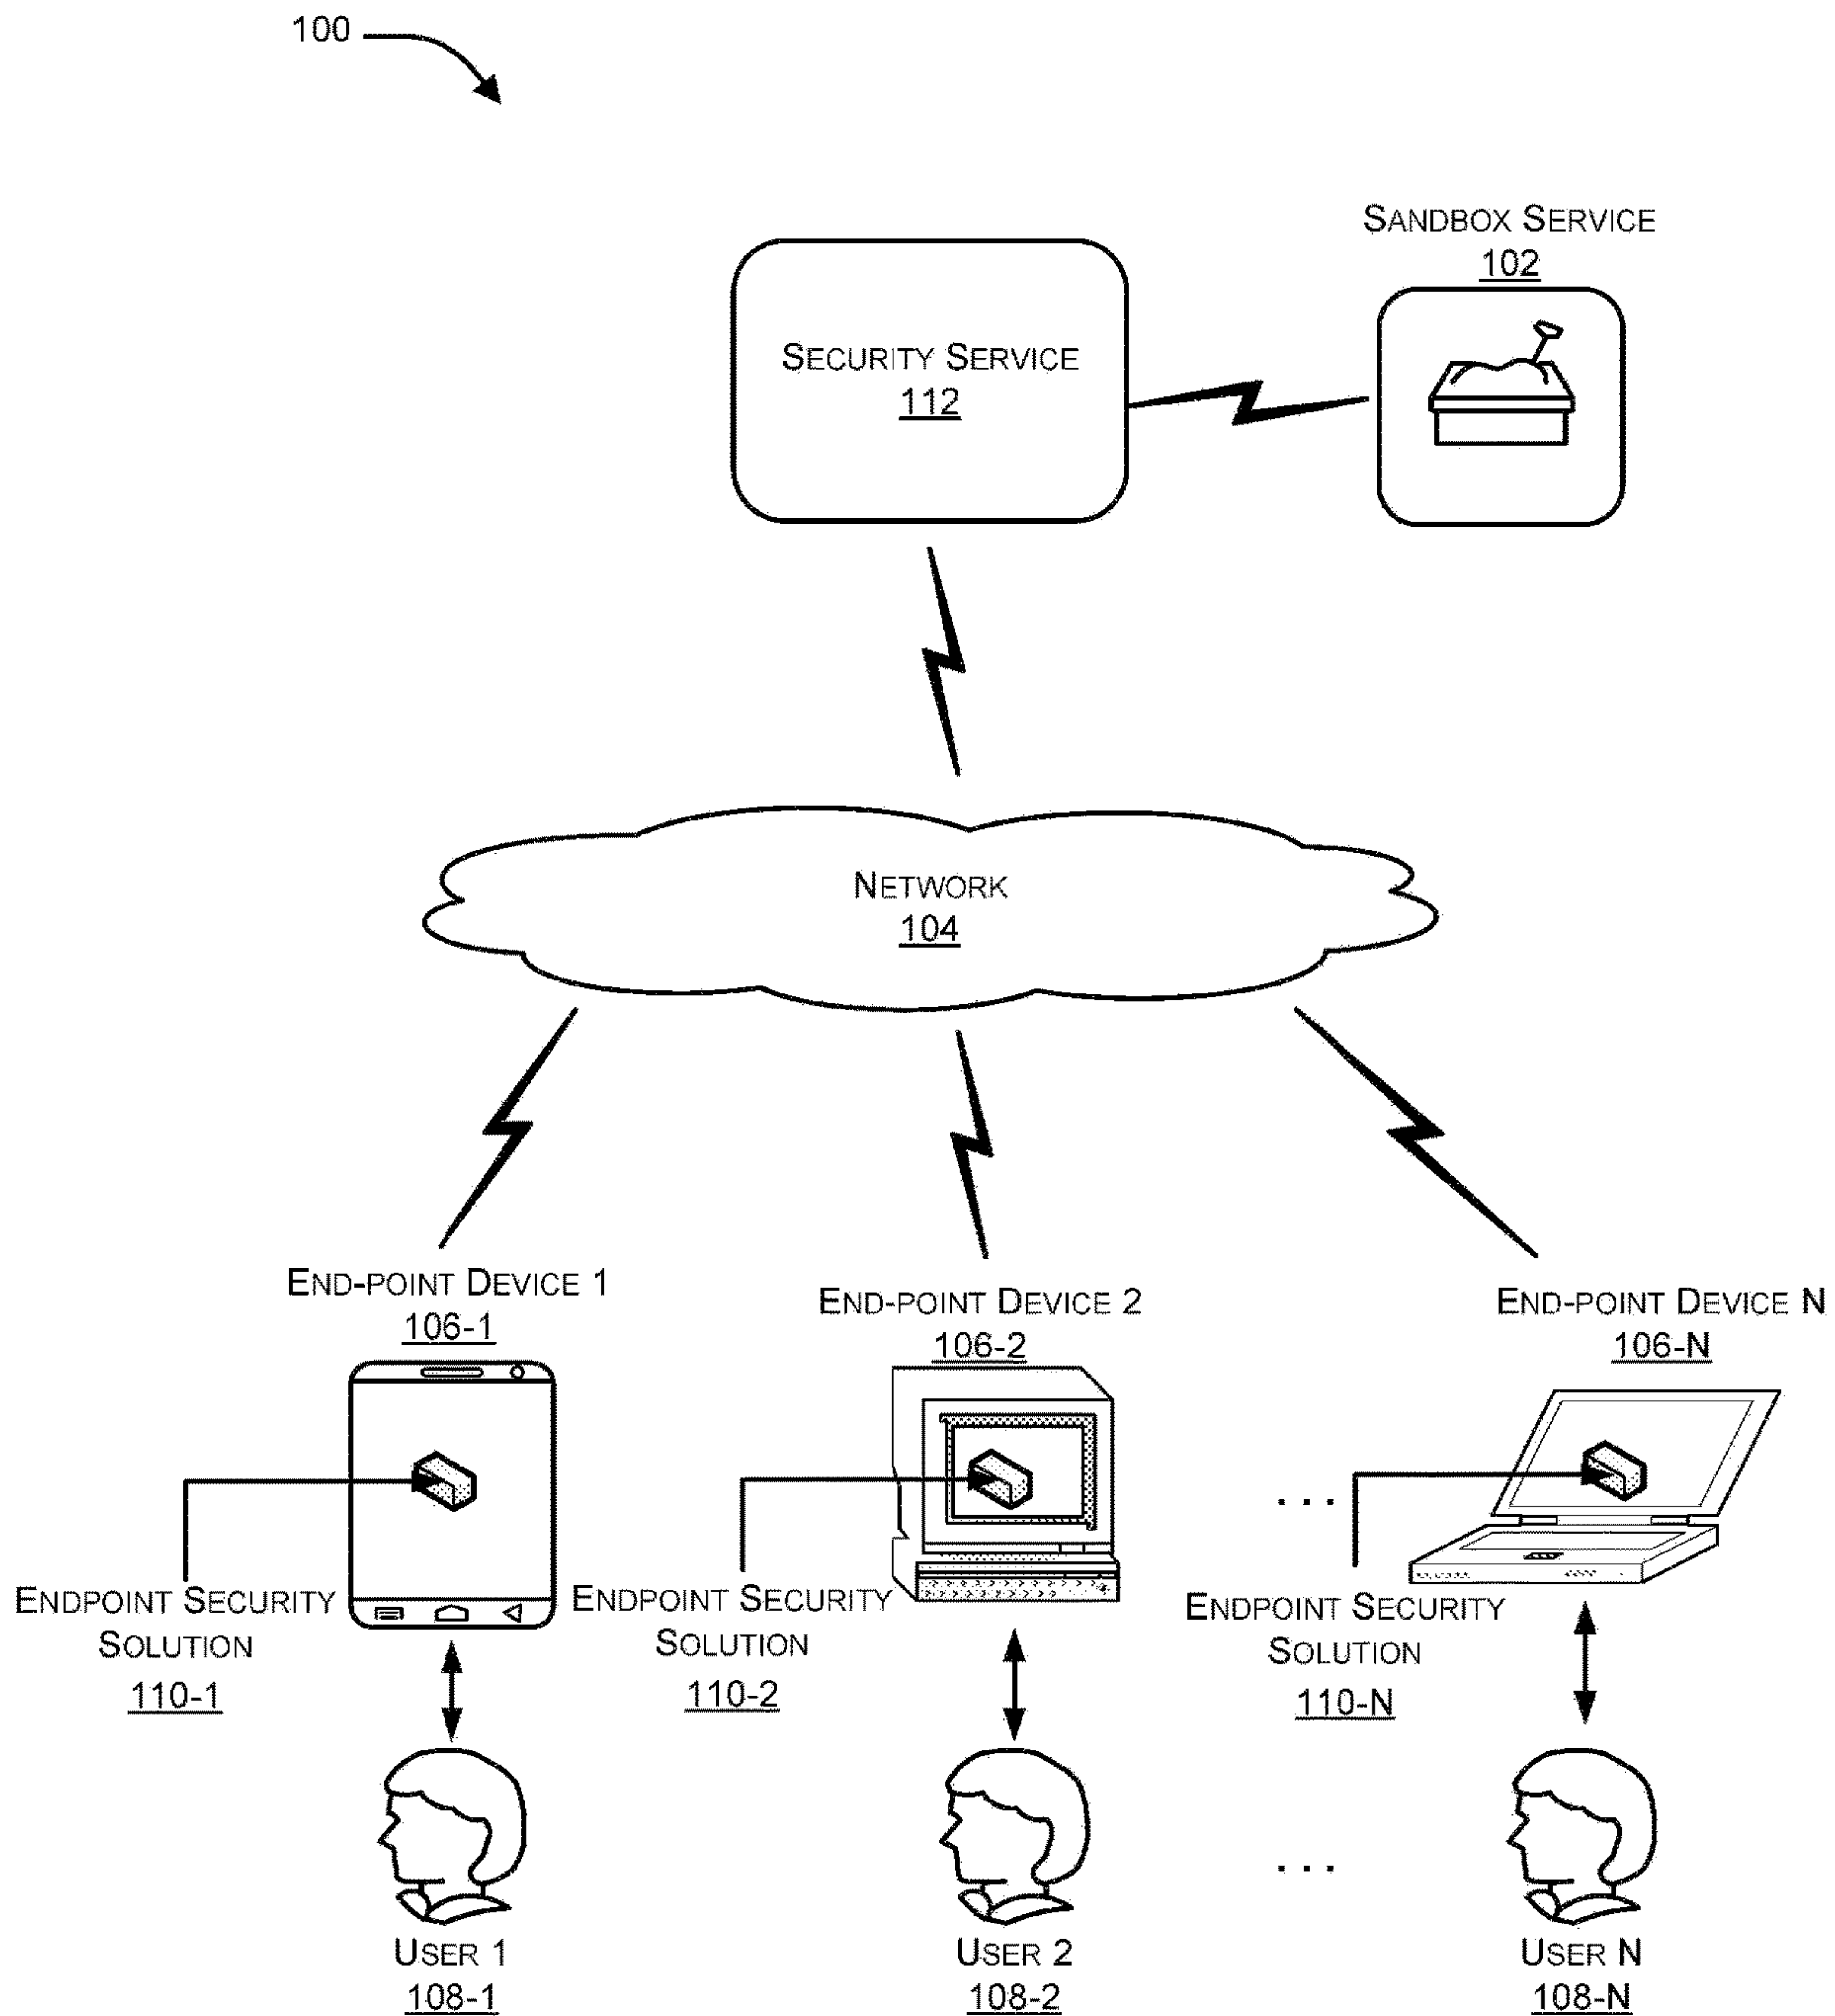 100
SANDBOX SERVICE
102
SECURITY SERVICE
112
NETWORK
104
END-POINT DEVICE 1
106-1
END-POINT DEVICE 2
106-2
END-POINT DEVICE N
106-N
...
ENDPOINT SECURITY
SOLUTION
110-1
ENDPOINT SECURITY
SOLUTION
110-2
ENDPOINT SECURITY
SOLUTION
110-N
...
USER 1
108-1
USER 2
108-2
USER N
108-N